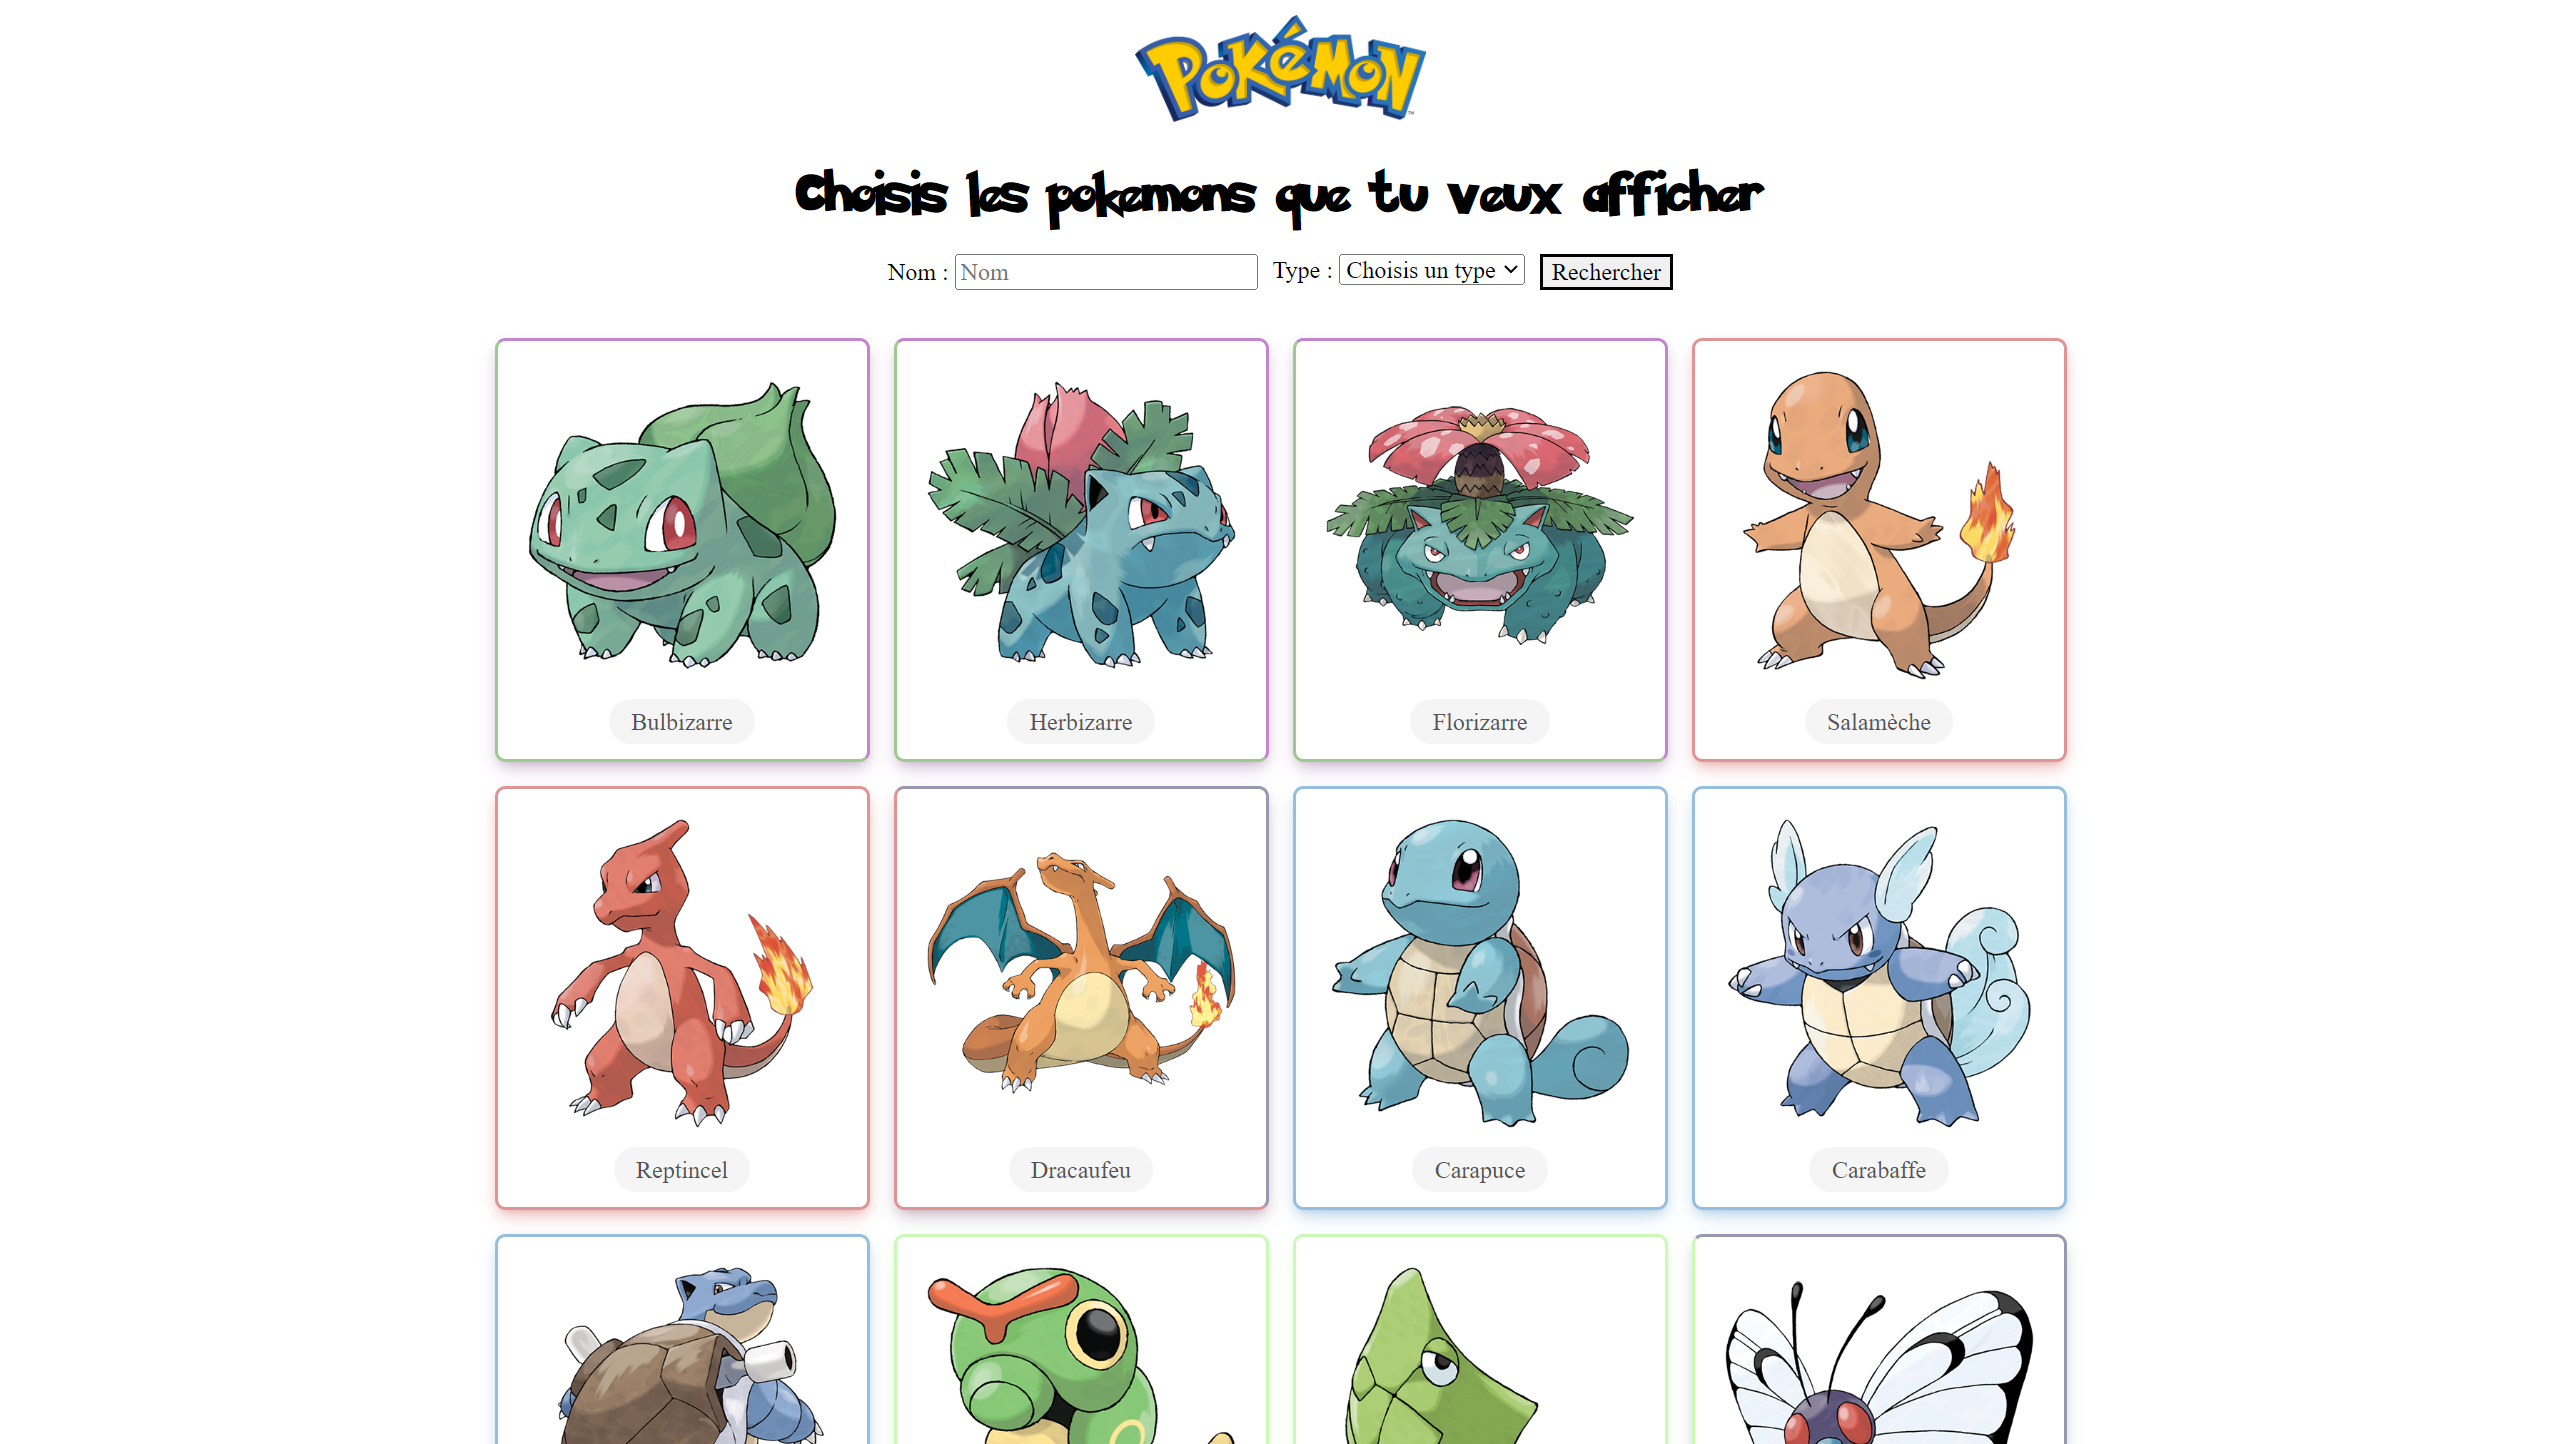 POKéMON
Choisis les pokemons que tu veux afficher
Nom : Nom Type : Choisis un type Rechercher
Bulbizarre Herbizarre Florizarre Salamèche
Reptincel Dracaufeu Carapuce Carabaffe